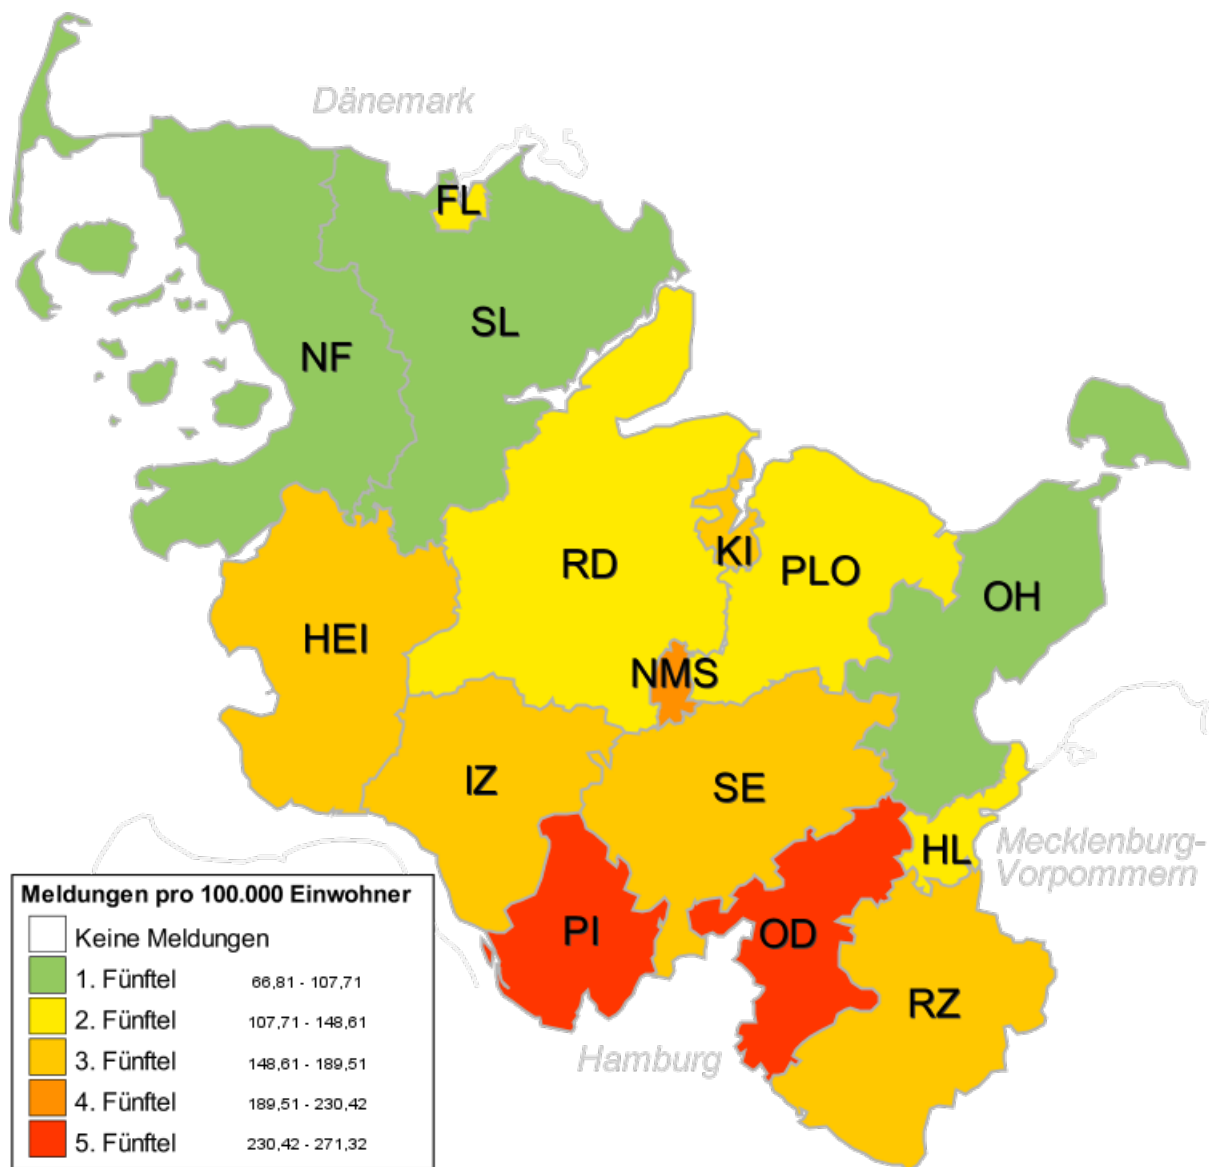 Dänemark
FL
SL
NF
RD
KI
PLO
OH
HEI
NMS
IZ
SE
HL
Mecklenburg-
Vorpommern
PI
OD
RZ
Hamburg
Meldungen pro 100.000 Einwohner
Keine Meldungen
1. Fünftel 66,81 - 107,71
2. Fünftel 107,71 - 148,61
3. Fünftel 148,61 - 189,51
4. Fünftel 189,51 - 230,42
5. Fünftel 230,42 - 271,32